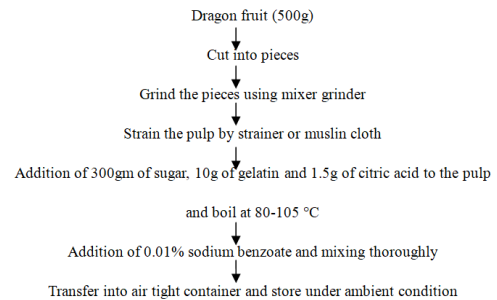 Dragon fruit (500g)
Cut into pieces
Grind the pieces using mixer grinder
Strain the pulp by strainer or muslin cloth
Addition of 300gm of sugar, 10g of gelatin and 1.5g of citric acid to the pulp
and boil at 80-105 °C
Addition of 0.01% sodium benzoate and mixing thoroughly
Transfer into air tight container and store under ambient condition